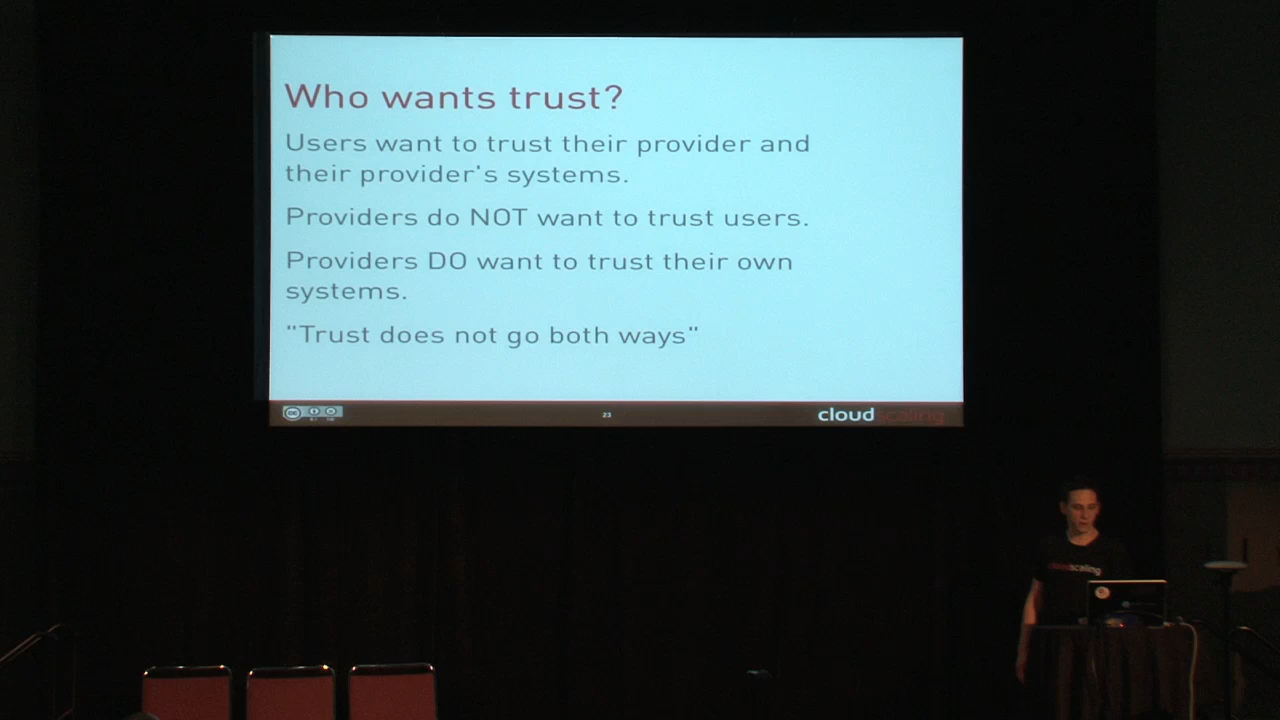 Who wants trust?
Users want to trust their provider and
their provider's systems.
Providers do NOT want to trust users.
Providers DO want to trust their own
systems.
"Trust does not go both ways"
23
cloudscaling
cloudscaling